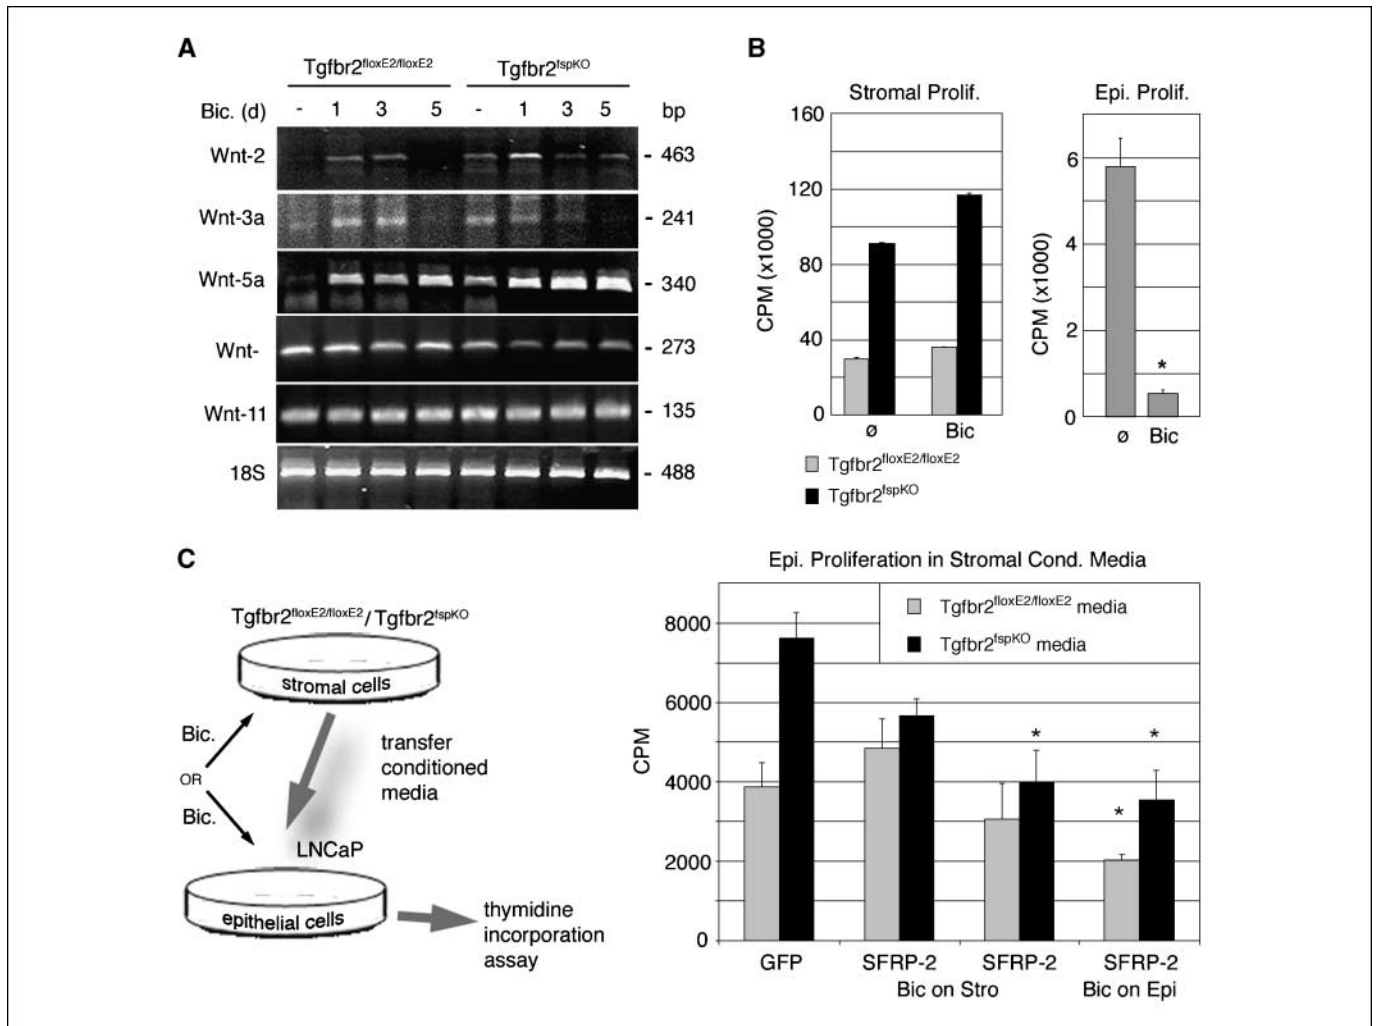 A
Tgfbr2floxE2/floxE2 Tgfbr2fspKO
Bic. (d) - 1 3 5 - 1 3 5 bp
Wnt-2 - 463
Wnt-3a - 241
Wnt-5a - 340
Wnt- - 273
Wnt-11 - 135
18S - 488
B
Stromal Prolif.
160
120
80
40
0
CPM (x1000)
ø Bic
Tgfbr2floxE2/floxE2
Tgfbr2fspKO
Epi. Prolif.
6
4
2
0
CPM (x1000)
*
ø Bic
C
Tgfbr2floxE2/floxE2 / Tgfbr2fspKO
stromal cells
Bic.
OR
Bic.
transfer
conditioned
media
LNCaP
epithelial cells
thymidine
incorporation
assay
Epi. Proliferation in Stromal Cond. Media
Tgfbr2floxE2/floxE2 media
Tgfbr2fspKO media
8000
6000
4000
2000
0
CPM
* * *
GFP SFRP-2 SFRP-2 SFRP-2
Bic on Stro Bic on Epi